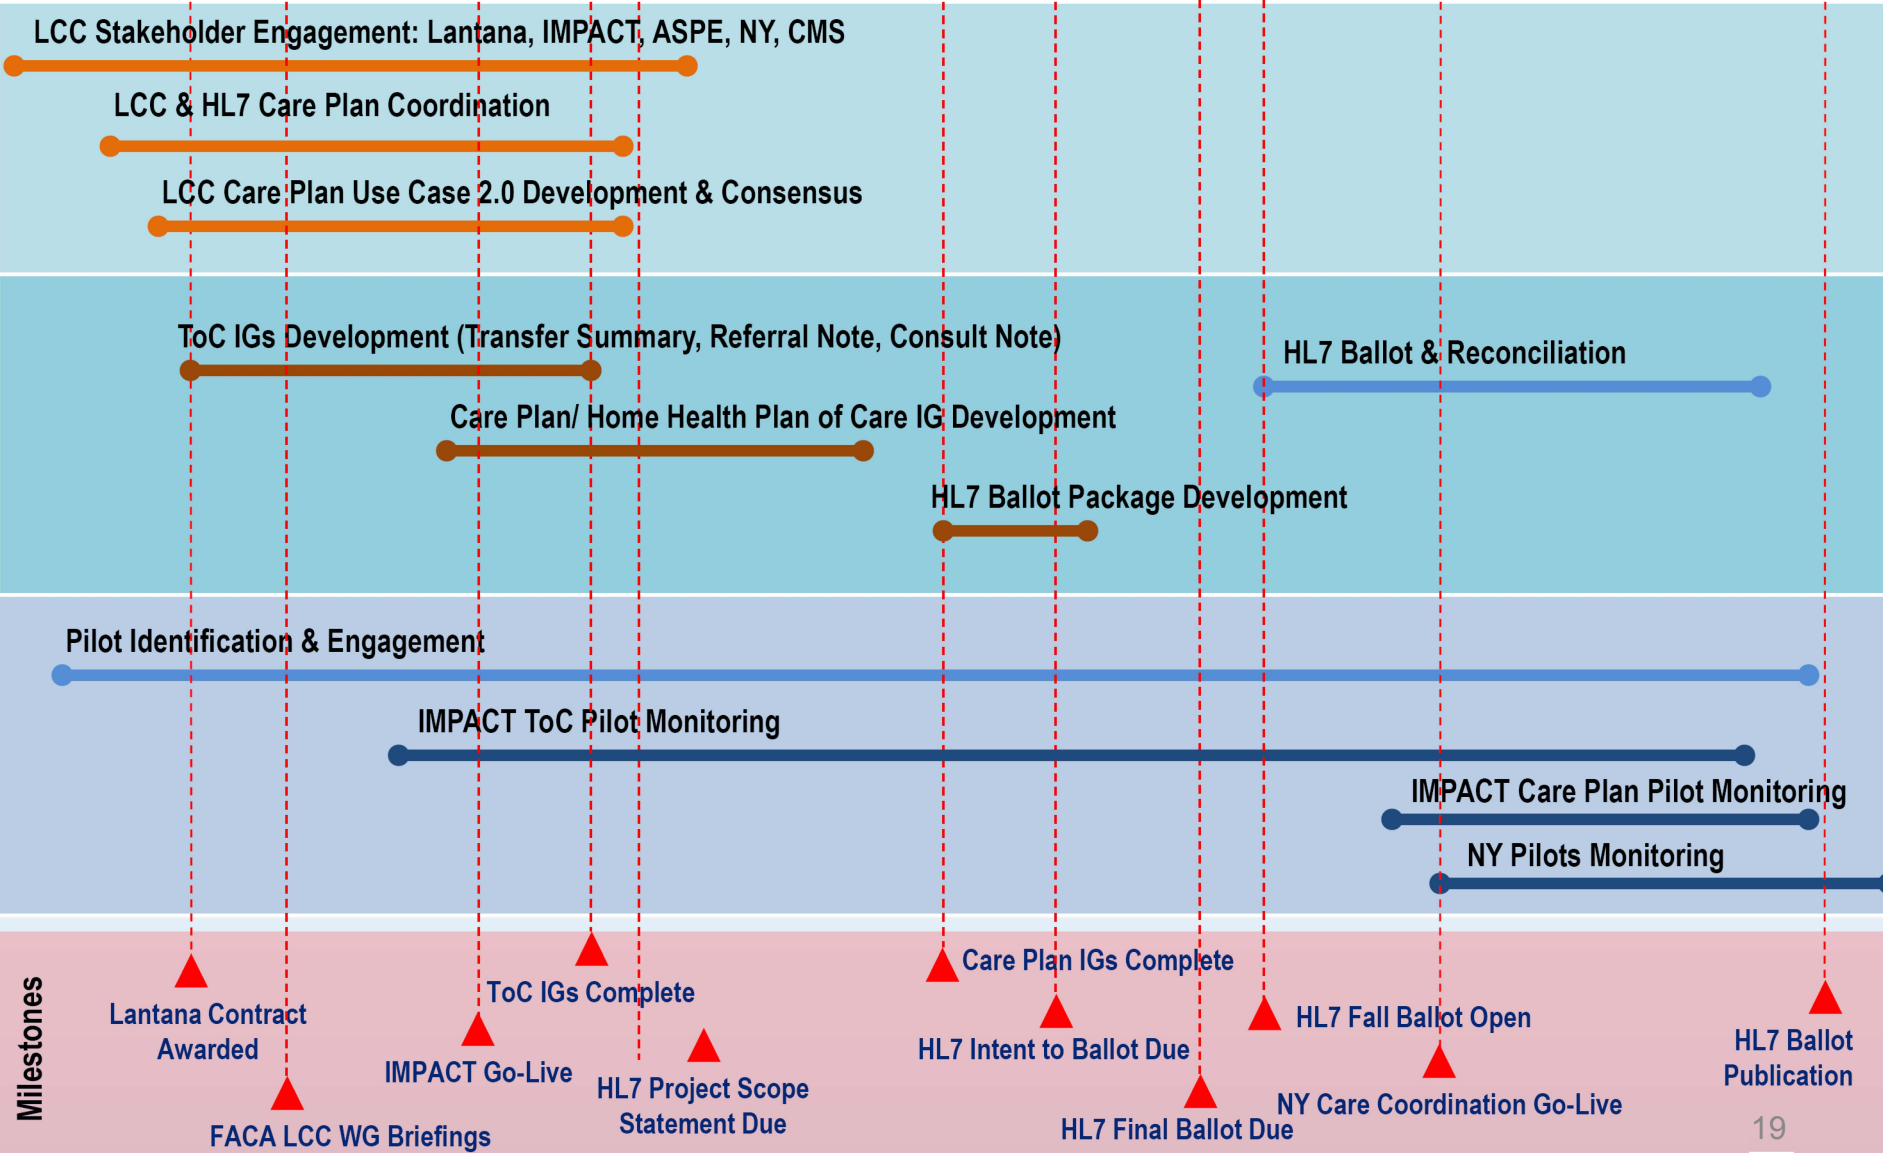 LCC Stakeholder Engagement: Lantana, IMPACT, ASPE, NY, CMS
LCC & HL7 Care Plan Coordination
LCC Care Plan Use Case 2.0 Development & Consensus
ToC IGs Development (Transfer Summary, Referral Note, Consult Note)
HL7 Ballot & Reconciliation
Care Plan/ Home Health Plan of Care IG Development
HL7 Ballot Package Development
Pilot Identification & Engagement
IMPACT ToC Pilot Monitoring
IMPACT Care Plan Pilot Monitoring
NY Pilots Monitoring
Milestones
Lantana Contract
Awarded
FACA LCC WG Briefings
IMPACT Go-Live
ToC IGs Complete
HL7 Project Scope
Statement Due
Care Plan IGs Complete
HL7 Intent to Ballot Due
HL7 Final Ballot Due
HL7 Fall Ballot Open
NY Care Coordination Go-Live
HL7 Ballot
Publication
19